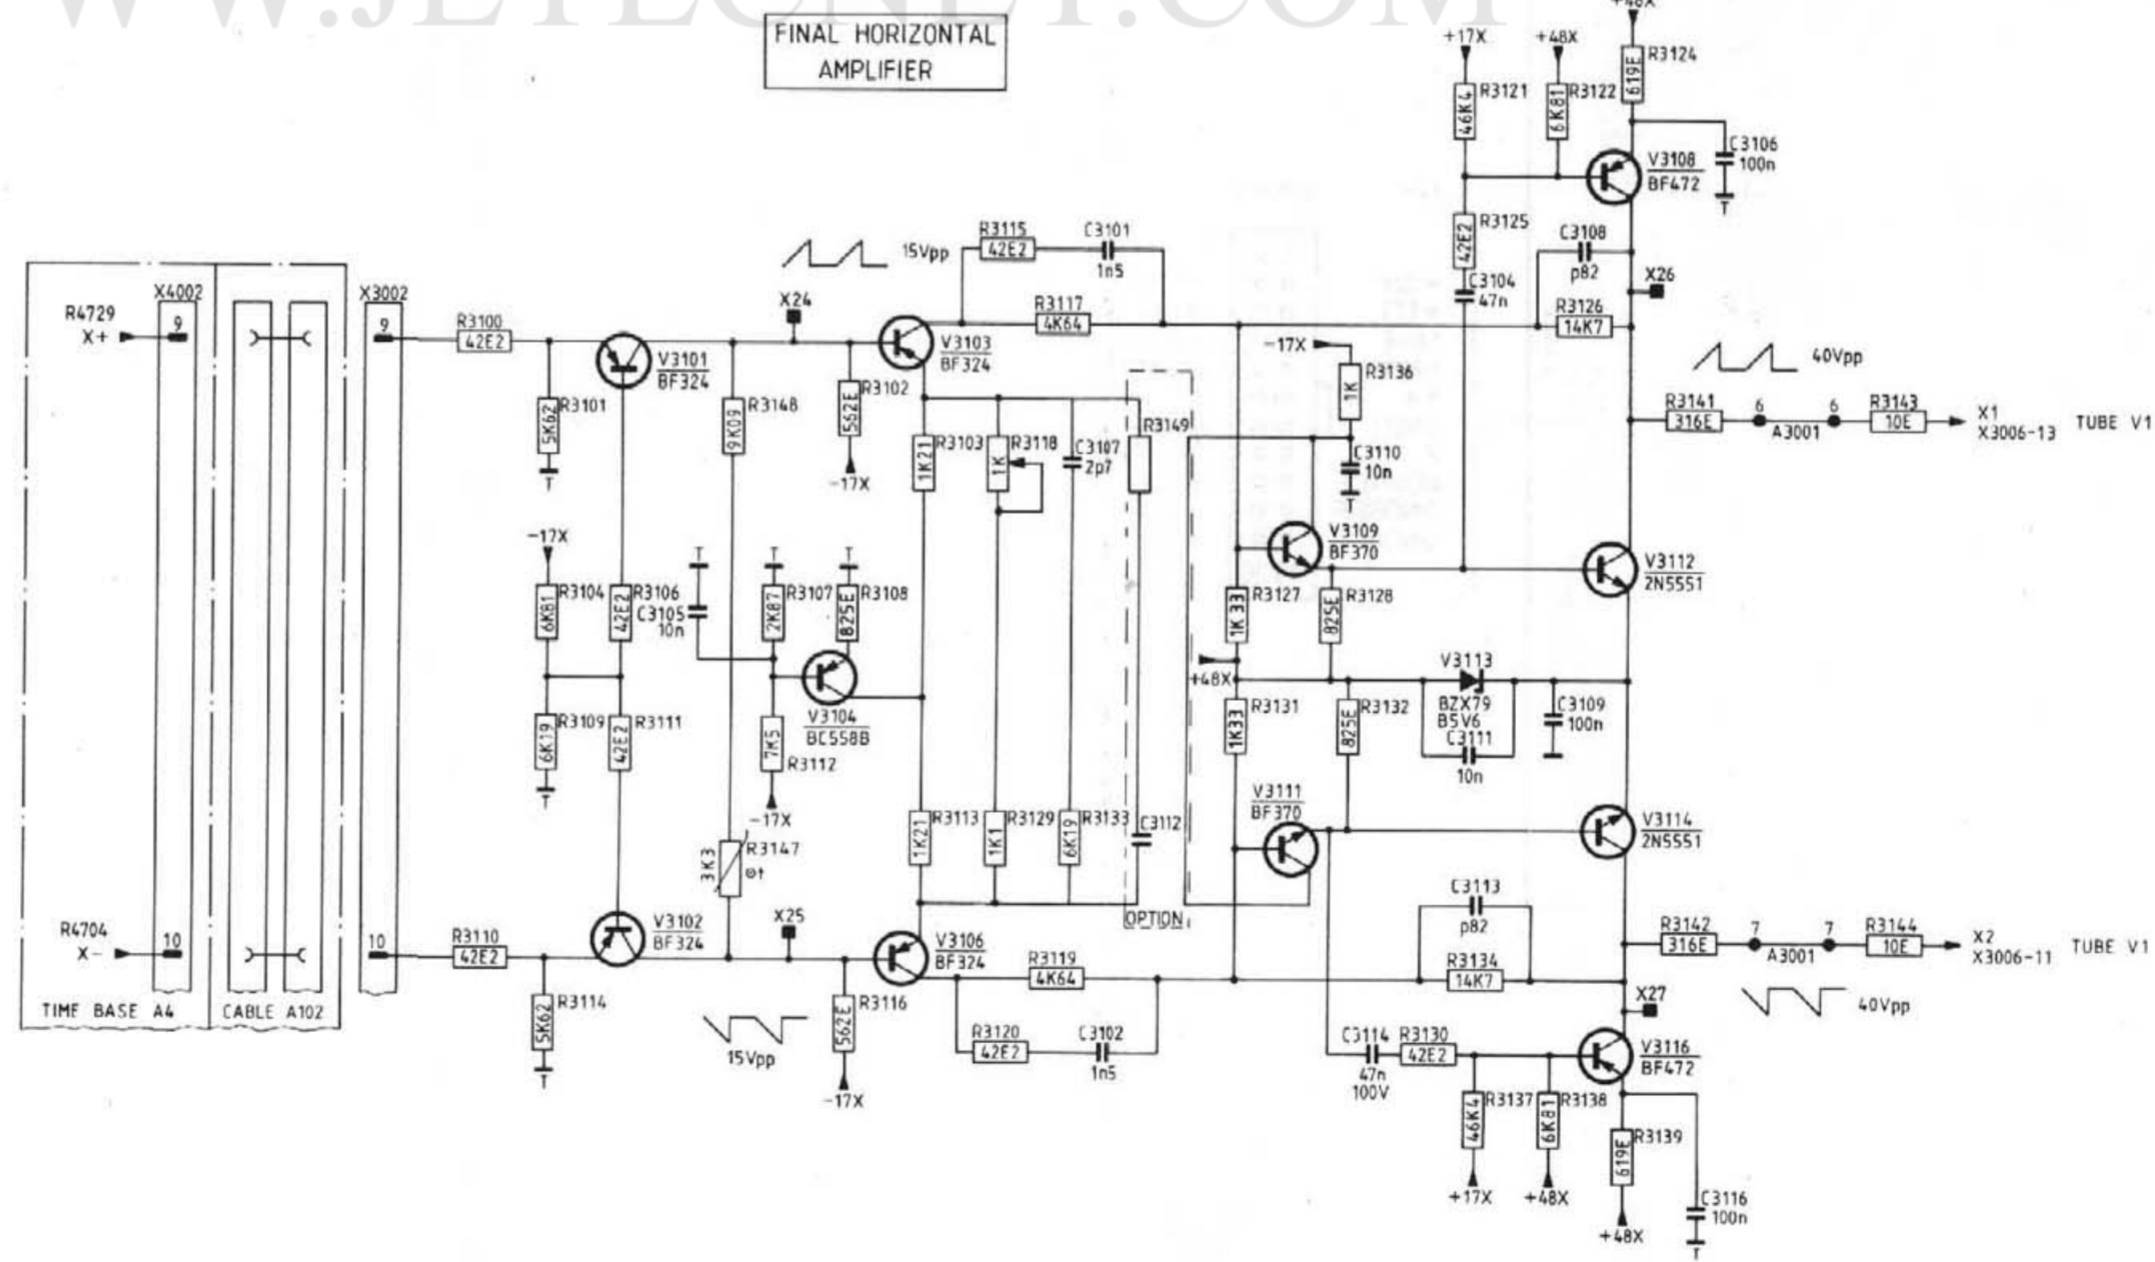 WWW.JETECNET.COM
FINAL HORIZONTAL
AMPLIFIER
+48X
+17X
+48X
R3124
619E
R3121
46K4
R3122
6K81
C3106
100n
T
V3108
BF472
R3125
42E2
C3104
47n
C3108
p82
X26
R3126
14K7
40Vpp
R3141
316E
6
A3001
6
R3143
10E
X1
X3006-13
TUBE V1
R3115
42E2
C3101
1n5
15Vpp
R3117
4K64
X24
V3103
BF324
R4729
X+
X4002
9
X3002
9
R3100
42E2
V3101
BF324
R3101
5K62
T
R3148
9K09
R3102
562E
-17X
R3103
1K21
R3118
1K
C3107
2p7
R3149
-17X
R3136
1K
C3110
10n
T
V3109
BF370
V3112
2N5551
-17X
R3104
6K81
R3106
42E2
T
C3105
10n
T
R3107
2K87
T
R3108
825E
R3127
1K33
R3128
825E
+48X
V3113
BZX79
B5V6
C3111
10n
C3109
100n
R3109
6K19
T
R3111
42E2
V3104
BC558B
7K5
R3112
-17X
R3131
1K33
R3132
825E
V3111
BF370
V3114
2N5551
3K3
R3147
Θt
R3113
1K21
R3129
1K1
R3133
6K19
C3112
OPTION
R4704
X-
10
10
R3110
42E2
V3102
BF324
X25
V3106
BF324
R3119
4K64
C3113
p82
R3134
14K7
R3142
316E
7
A3001
7
R3144
10E
X2
X3006-11
TUBE V1
TIME BASE A4
CABLE A102
R3114
5K62
T
15Vpp
R3116
562E
-17X
R3120
42E2
C3102
1n5
X27
40Vpp
C3114
47n
100V
R3130
42E2
V3116
BF472
R3137
46K4
+17X
R3138
6K81
+48X
R3139
619E
+48X
C3116
100n
T